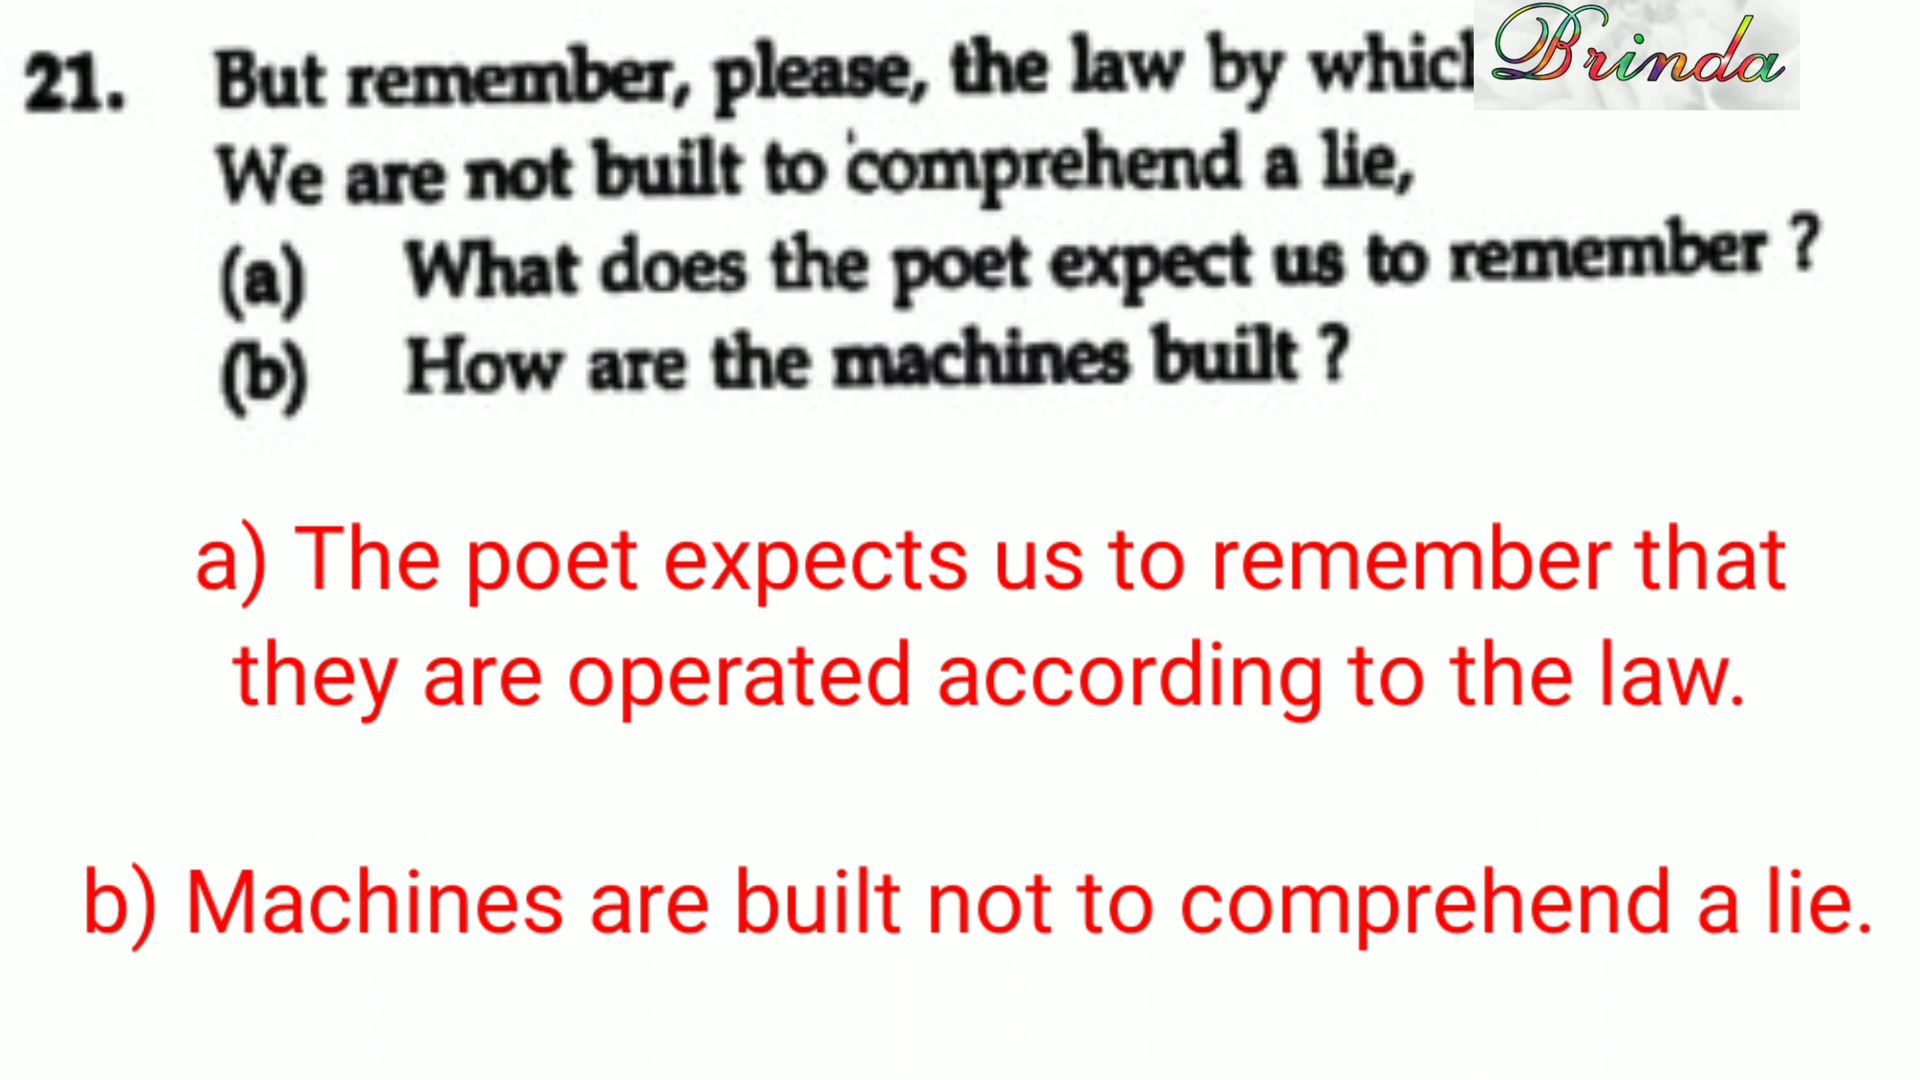 21. But remember, please, the law by which
Brinda
We are not built to comprehend a lie,
(a) What does the poet expect us to remember ?
(b) How are the machines built ?
a) The poet expects us to remember that
they are operated according to the law.
b) Machines are built not to comprehend a lie.